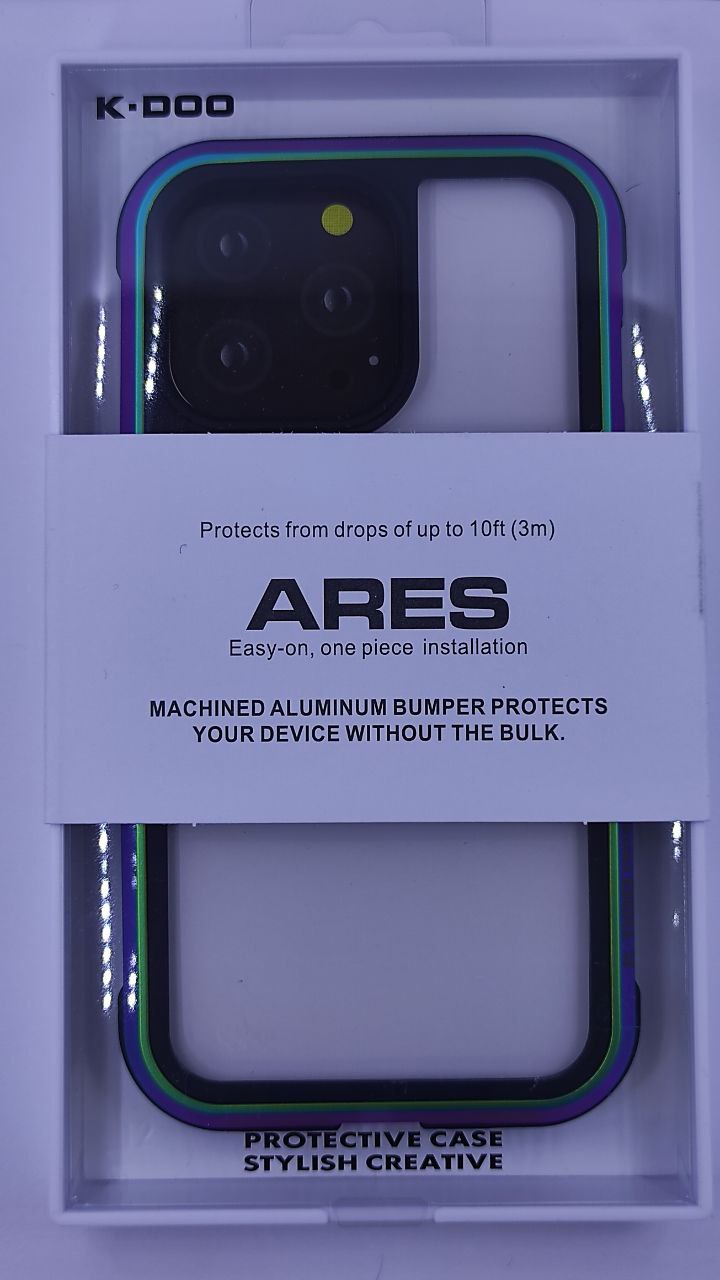 K·DOO
Protects from drops of up to 10ft (3m)
ARES
Easy-on, one piece installation
MACHINED ALUMINUM BUMPER PROTECTS
YOUR DEVICE WITHOUT THE BULK.
PROTECTIVE CASE
STYLISH CREATIVE